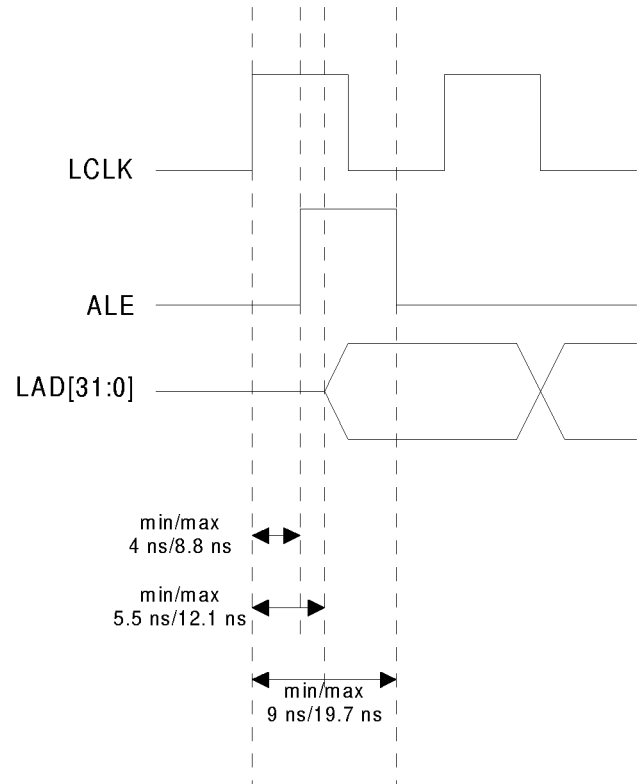 LCLK
ALE
LAD[31:0]
min/max
4 ns/8.8 ns
min/max
5.5 ns/12.1 ns
min/max
9 ns/19.7 ns